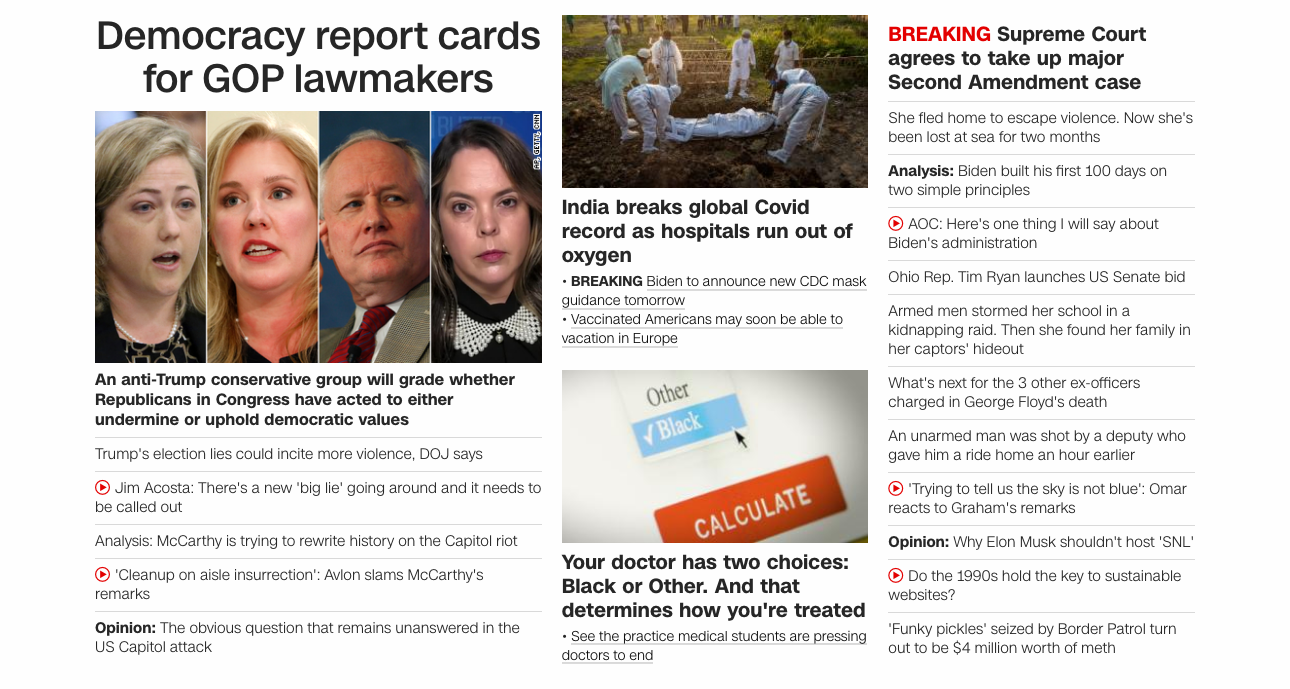 Democracy report cards
for GOP lawmakers
AP, GETTY, CNN
An anti-Trump conservative group will grade whether
Republicans in Congress have acted to either
undermine or uphold democratic values
Trump's election lies could incite more violence, DOJ says
Jim Acosta: There's a new 'big lie' going around and it needs to
be called out
Analysis: McCarthy is trying to rewrite history on the Capitol riot
'Cleanup on aisle insurrection': Avlon slams McCarthy's
remarks
Opinion: The obvious question that remains unanswered in the
US Capitol attack
India breaks global Covid
record as hospitals run out of
oxygen
• BREAKING Biden to announce new CDC mask
guidance tomorrow
• Vaccinated Americans may soon be able to
vacation in Europe
Other
✓ Black
CALCULATE
Your doctor has two choices:
Black or Other. And that
determines how you're treated
• See the practice medical students are pressing
doctors to end
BREAKING Supreme Court
agrees to take up major
Second Amendment case
She fled home to escape violence. Now she's
been lost at sea for two months
Analysis: Biden built his first 100 days on
two simple principles
AOC: Here's one thing I will say about
Biden's administration
Ohio Rep. Tim Ryan launches US Senate bid
Armed men stormed her school in a
kidnapping raid. Then she found her family in
her captors' hideout
What's next for the 3 other ex-officers
charged in George Floyd's death
An unarmed man was shot by a deputy who
gave him a ride home an hour earlier
'Trying to tell us the sky is not blue': Omar
reacts to Graham's remarks
Opinion: Why Elon Musk shouldn't host 'SNL'
Do the 1990s hold the key to sustainable
websites?
'Funky pickles' seized by Border Patrol turn
out to be $4 million worth of meth